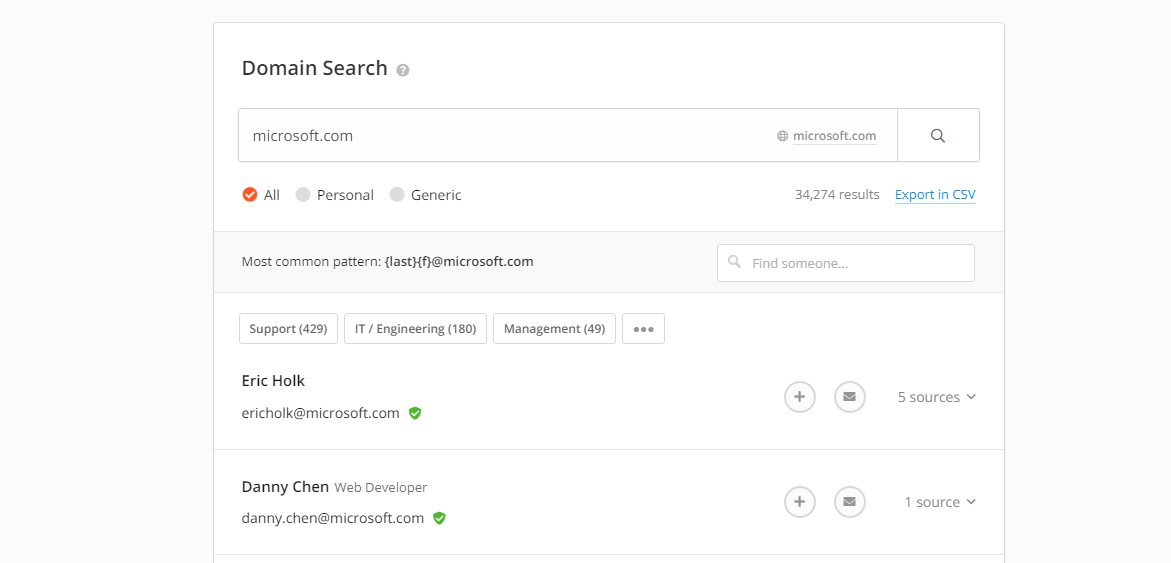 Domain Search ?
microsoft.com microsoft.com
All Personal Generic 34,274 results Export in CSV
Most common pattern: {last}{f}@microsoft.com Find someone...
Support (429) IT / Engineering (180) Management (49) •••
Eric Holk
ericholk@microsoft.com 5 sources
Danny Chen Web Developer
danny.chen@microsoft.com 1 source